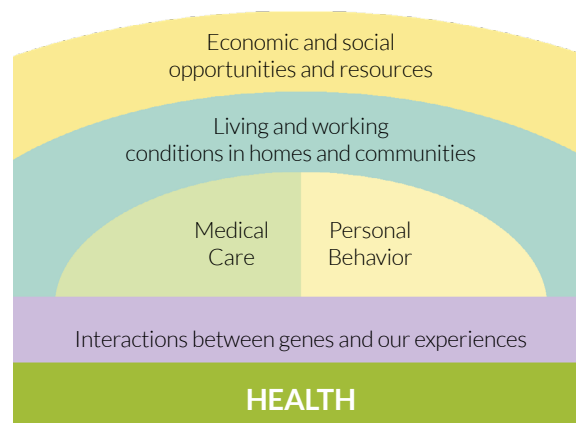 Economic and social
opportunities and resources
Living and working
conditions in homes and communities
Medical
Care
Personal
Behavior
Interactions between genes and our experiences
HEALTH